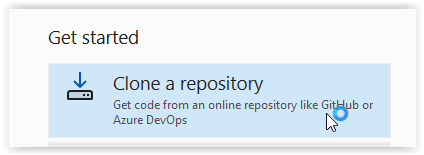 Get started
Clone a repository
Get code from an online repository like GitHub or
Azure DevOps